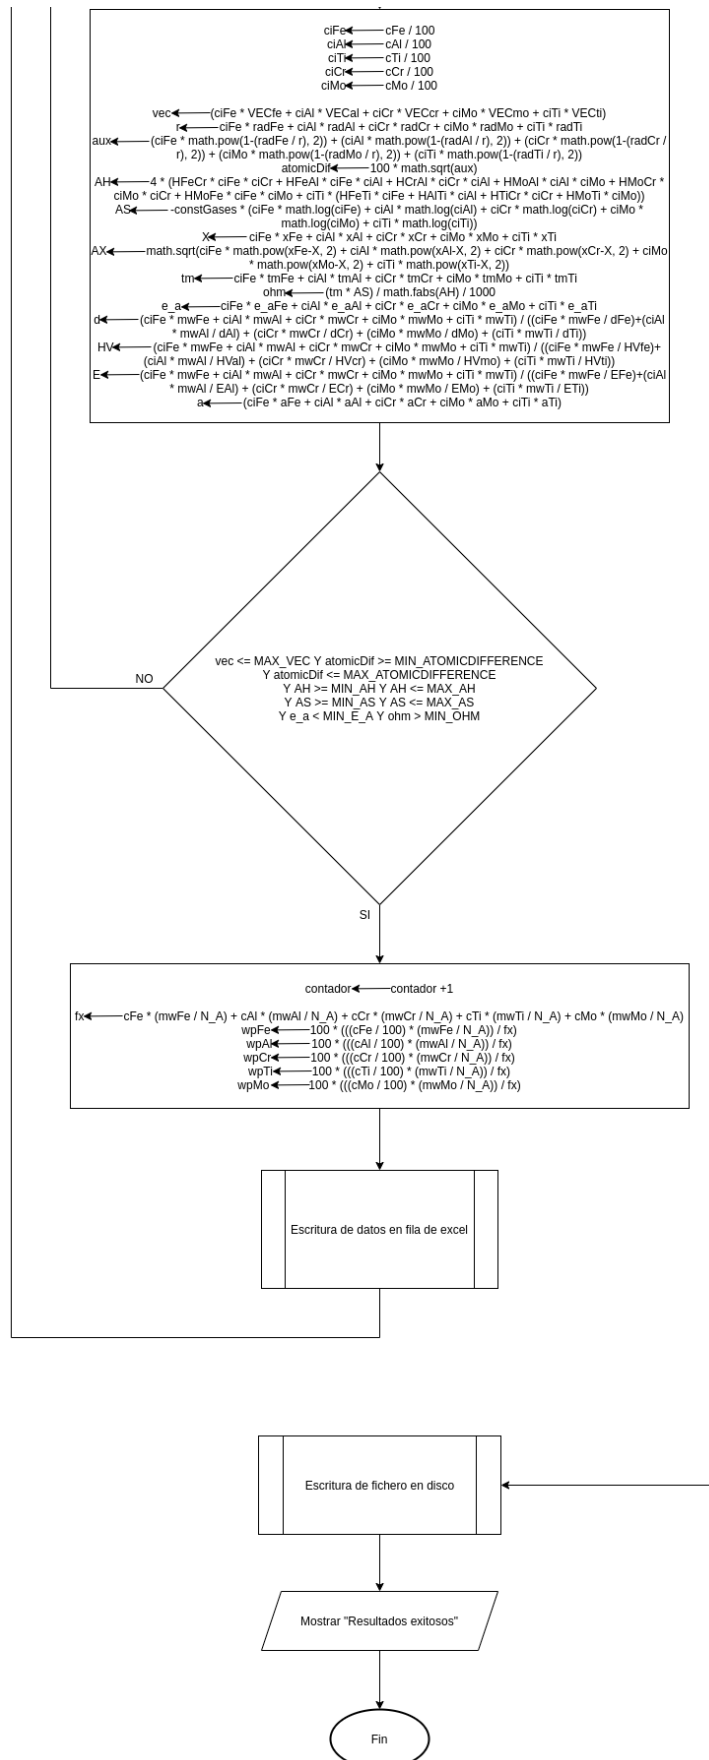 ciFe cFe / 100
ciAl cAl / 100
ciTi cTi / 100
ciCr cCr / 100
ciMo cMo / 100
vec (ciFe * VECfe + ciAl * VECal + ciCr * VECcr + ciMo * VECmo + ciTi * VECti)
r ciFe * radFe + ciAl * radAl + ciCr * radCr + ciMo * radMo + ciTi * radTi
aux (ciFe * math.pow(1-(radFe / r), 2)) + (ciAl * math.pow(1-(radAl / r), 2)) + (ciCr * math.pow(1-(radCr /
r), 2)) + (ciMo * math.pow(1-(radMo / r), 2)) + (ciTi * math.pow(1-(radTi / r), 2))
atomicDif 100 * math.sqrt(aux)
AH 4 * (HFeCr * ciFe * ciCr + HFeAl * ciFe * ciAl + HCrAl * ciCr * ciAl + HMoAl * ciAl * ciMo + HMoCr *
ciMo * ciCr + HMoFe * ciFe * ciMo + ciTi * (HFeTi * ciFe + HAlTi * ciAl + HTiCr * ciCr + HMoTi * ciMo))
AS -constGases * (ciFe * math.log(ciFe) + ciAl * math.log(ciAl) + ciCr * math.log(ciCr) + ciMo *
math.log(ciMo) + ciTi * math.log(ciTi))
X ciFe * xFe + ciAl * xAl + ciCr * xCr + ciMo * xMo + ciTi * xTi
AX math.sqrt(ciFe * math.pow(xFe-X, 2) + ciAl * math.pow(xAl-X, 2) + ciCr * math.pow(xCr-X, 2) + ciMo
* math.pow(xMo-X, 2) + ciTi * math.pow(xTi-X, 2))
tm ciFe * tmFe + ciAl * tmAl + ciCr * tmCr + ciMo * tmMo + ciTi * tmTi
ohm (tm * AS) / math.fabs(AH) / 1000
e_a ciFe * e_aFe + ciAl * e_aAl + ciCr * e_aCr + ciMo * e_aMo + ciTi * e_aTi
d (ciFe * mwFe + ciAl * mwAl + ciCr * mwCr + ciMo * mwMo + ciTi * mwTi) / ((ciFe * mwFe / dFe)+(ciAl
* mwAl / dAl) + (ciCr * mwCr / dCr) + (ciMo * mwMo / dMo) + (ciTi * mwTi / dTi))
HV (ciFe * mwFe + ciAl * mwAl + ciCr * mwCr + ciMo * mwMo + ciTi * mwTi) / ((ciFe * mwFe / HVfe)+
(ciAl * mwAl / HVal) + (ciCr * mwCr / HVcr) + (ciMo * mwMo / HVmo) + (ciTi * mwTi / HVti))
E (ciFe * mwFe + ciAl * mwAl + ciCr * mwCr + ciMo * mwMo + ciTi * mwTi) / ((ciFe * mwFe / EFe)+(ciAl
* mwAl / EAl) + (ciCr * mwCr / ECr) + (ciMo * mwMo / EMo) + (ciTi * mwTi / ETi))
a (ciFe * aFe + ciAl * aAl + ciCr * aCr + ciMo * aMo + ciTi * aTi)
vec <= MAX_VEC Y atomicDif >= MIN_ATOMICDIFFERENCE
Y atomicDif <= MAX_ATOMICDIFFERENCE
Y AH >= MIN_AH Y AH <= MAX_AH
Y AS >= MIN_AS Y AS <= MAX_AS
Y e_a < MIN_E_A Y ohm > MIN_OHM
NO
SI
contador contador +1
fx cFe * (mwFe / N_A) + cAl * (mwAl / N_A) + cCr * (mwCr / N_A) + cTi * (mwTi / N_A) + cMo * (mwMo / N_A)
wpFe 100 * (((cFe / 100) * (mwFe / N_A)) / fx)
wpAl 100 * (((cAl / 100) * (mwAl / N_A)) / fx)
wpCr 100 * (((cCr / 100) * (mwCr / N_A)) / fx)
wpTi 100 * (((cTi / 100) * (mwTi / N_A)) / fx)
wpMo 100 * (((cMo / 100) * (mwMo / N_A)) / fx)
Escritura de datos en fila de excel
Escritura de fichero en disco
Mostrar "Resultados exitosos"
Fin